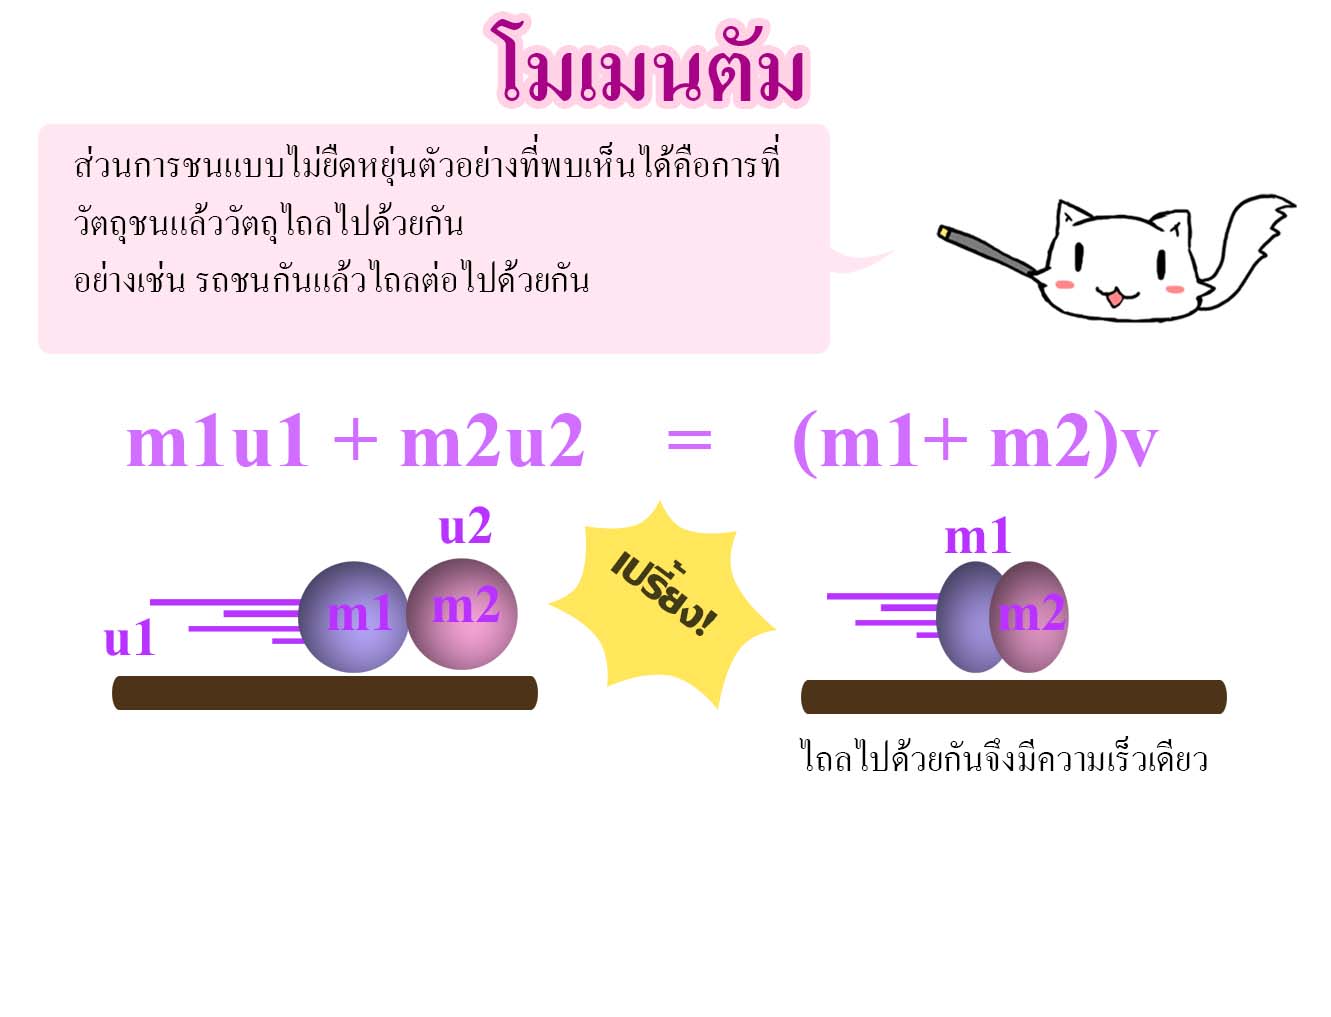 โมเมนตัม
ส่วนการชนแบบไม่ยืดหยุ่นตัวอย่างที่พบเห็นได้คือการที่
วัตถุชนแล้ววัตถุไถลไปด้วยกัน
อย่างเช่น รถชนกันแล้วไถลต่อไปด้วยกัน
m1u1 + m2u2 = (m1+ m2)v
u2
m1
เปรี้ยง!
m1 m2
m2
u1
ไถลไปด้วยกันจึงมีความเร็วเดียว